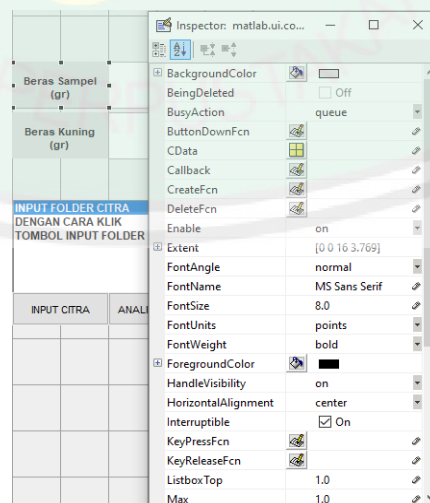 Inspector: matlab.ui.co...
BackgroundColor
BeingDeleted Off
BusyAction queue
ButtonDownFcn
CData
Callback
CreateFcn
DeleteFcn
Enable on
Extent [0 0 16 3.769]
FontAngle normal
FontName MS Sans Serif
FontSize 8.0
FontUnits points
FontWeight bold
ForegroundColor
HandleVisibility on
HorizontalAlignment center
Interruptible On
KeyPressFcn
KeyReleaseFcn
ListboxTop 1.0
Max 1.0
Beras Sampel
(gr)
Beras Kuning
(gr)
INPUT FOLDER CITRA
DENGAN CARA KLIK
TOMBOL INPUT FOLDER
INPUT CITRA
ANALI